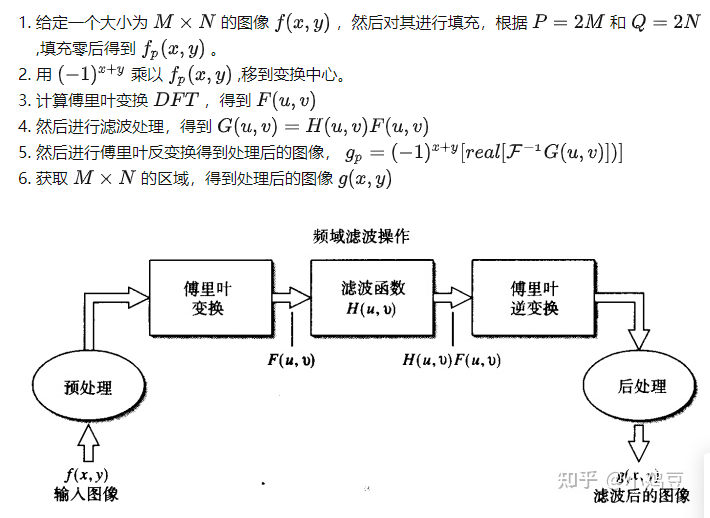 1. 给定一个大小为 M × N 的图像 f(x, y) ，然后对其进行填充，根据 P = 2M 和 Q = 2N
,填充零后得到 f_p(x, y) 。
2. 用 (−1)^{x+y} 乘以 f_p(x, y) ,移到变换中心。
3. 计算傅里叶变换 DFT ，得到 F(u, v)
4. 然后进行滤波处理，得到 G(u, v) = H(u, v)F(u, v)
5. 然后进行傅里叶反变换得到处理后的图像， g_p = (−1)^{x+y}[real[ℱ^{−1}G(u, v)])]
6. 获取 M × N 的区域，得到处理后的图像 g(x, y)
频域滤波操作
傅里叶
变换
滤波函数
H(u, υ)
傅里叶
逆变换
F(u, υ)
H(u, υ)F(u, υ)
预处理
后处理
f(x, y)
输入图像
g(x, y)
滤波后的图像
知乎